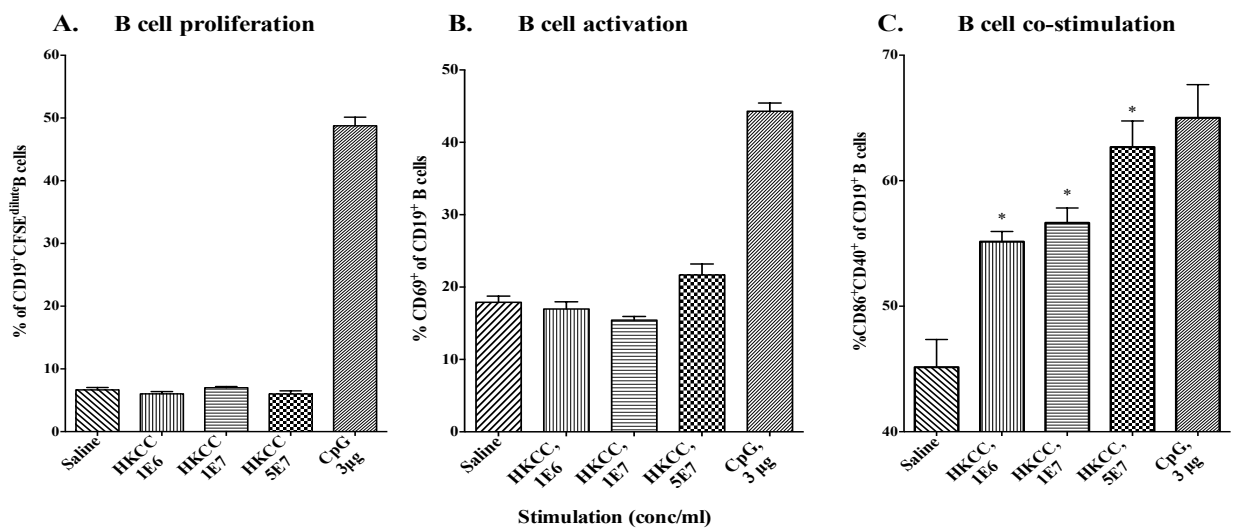 A. B cell proliferation
% of CD19⁺CFSEᵈⁱˡᵘᵗᵉB cells
60
50
40
30
20
10
0
Saline
HKCC
1E6
HKCC
1E7
HKCC
5E7
CpG
3µg
B. B cell activation
% CD69⁺ of CD19⁺ B cells
50
40
30
20
10
0
Saline
HKCC,
1E6
HKCC,
1E7
HKCC,
5E7
CpG,
3 µg
Stimulation (conc/ml)
C. B cell co-stimulation
%CD86⁺CD40⁺ of CD19⁺ B cells
70
60
50
40
*
*
*
Saline
HKCC,
1E6
HKCC,
1E7
HKCC,
5E7
CpG,
3 µg